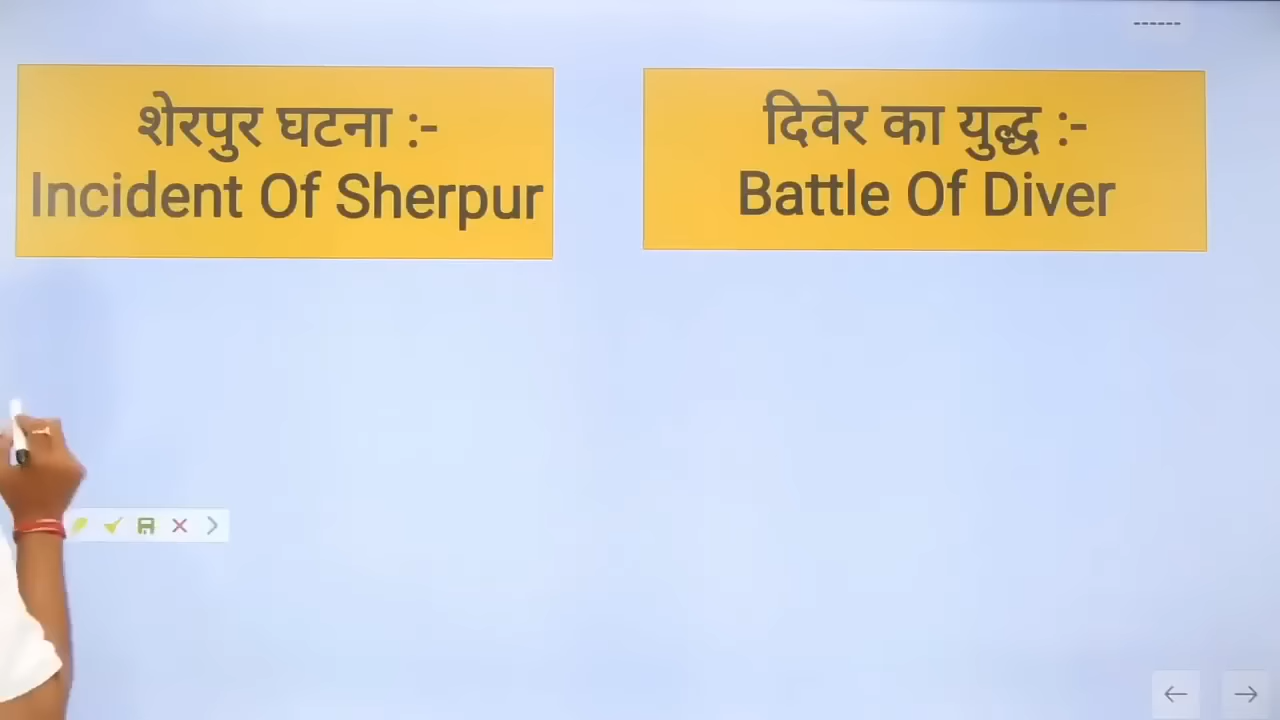 ------
शेरपुर घटना :-
Incident Of Sherpur
दिवेर का युद्ध :-
Battle Of Diver